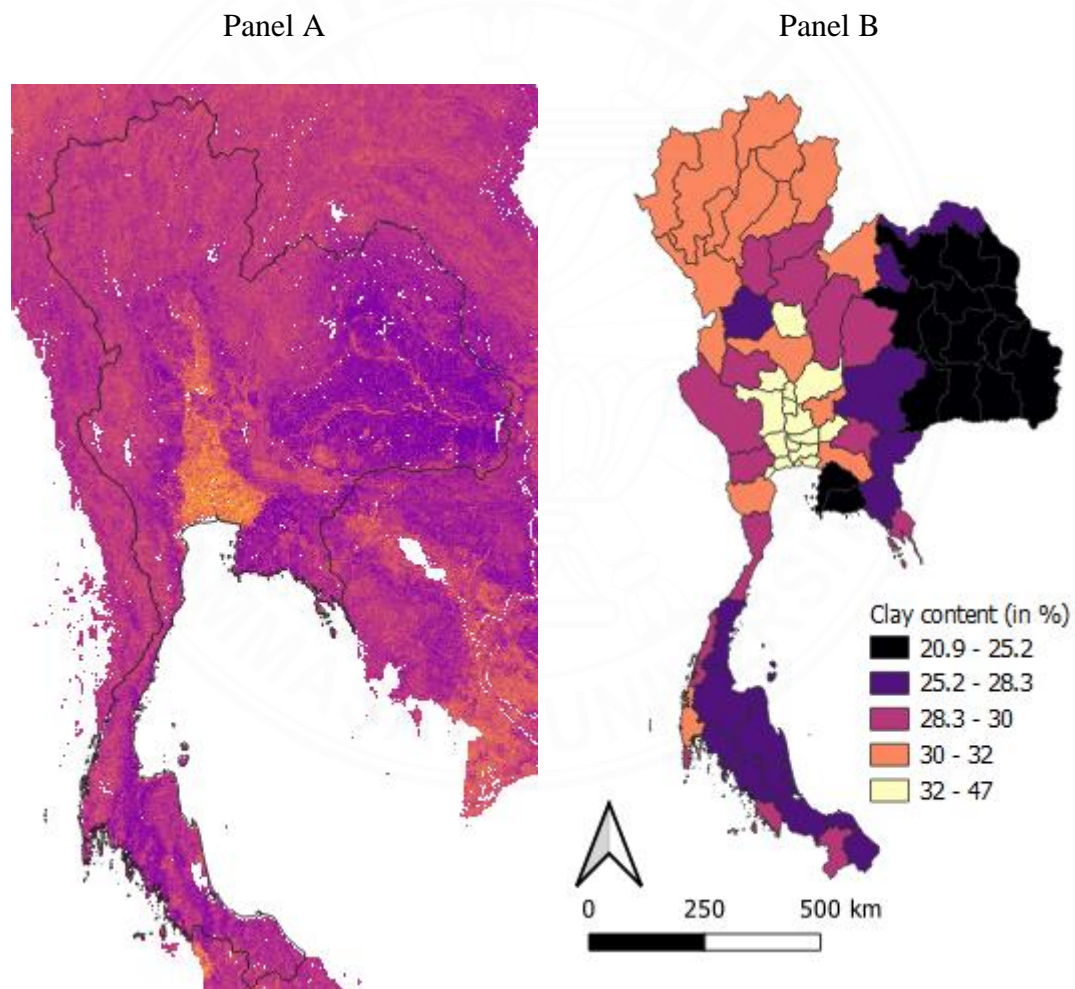 Panel A
Panel B
Clay content (in %)
20.9 - 25.2
25.2 - 28.3
28.3 - 30
30 - 32
32 - 47
0 250 500 km